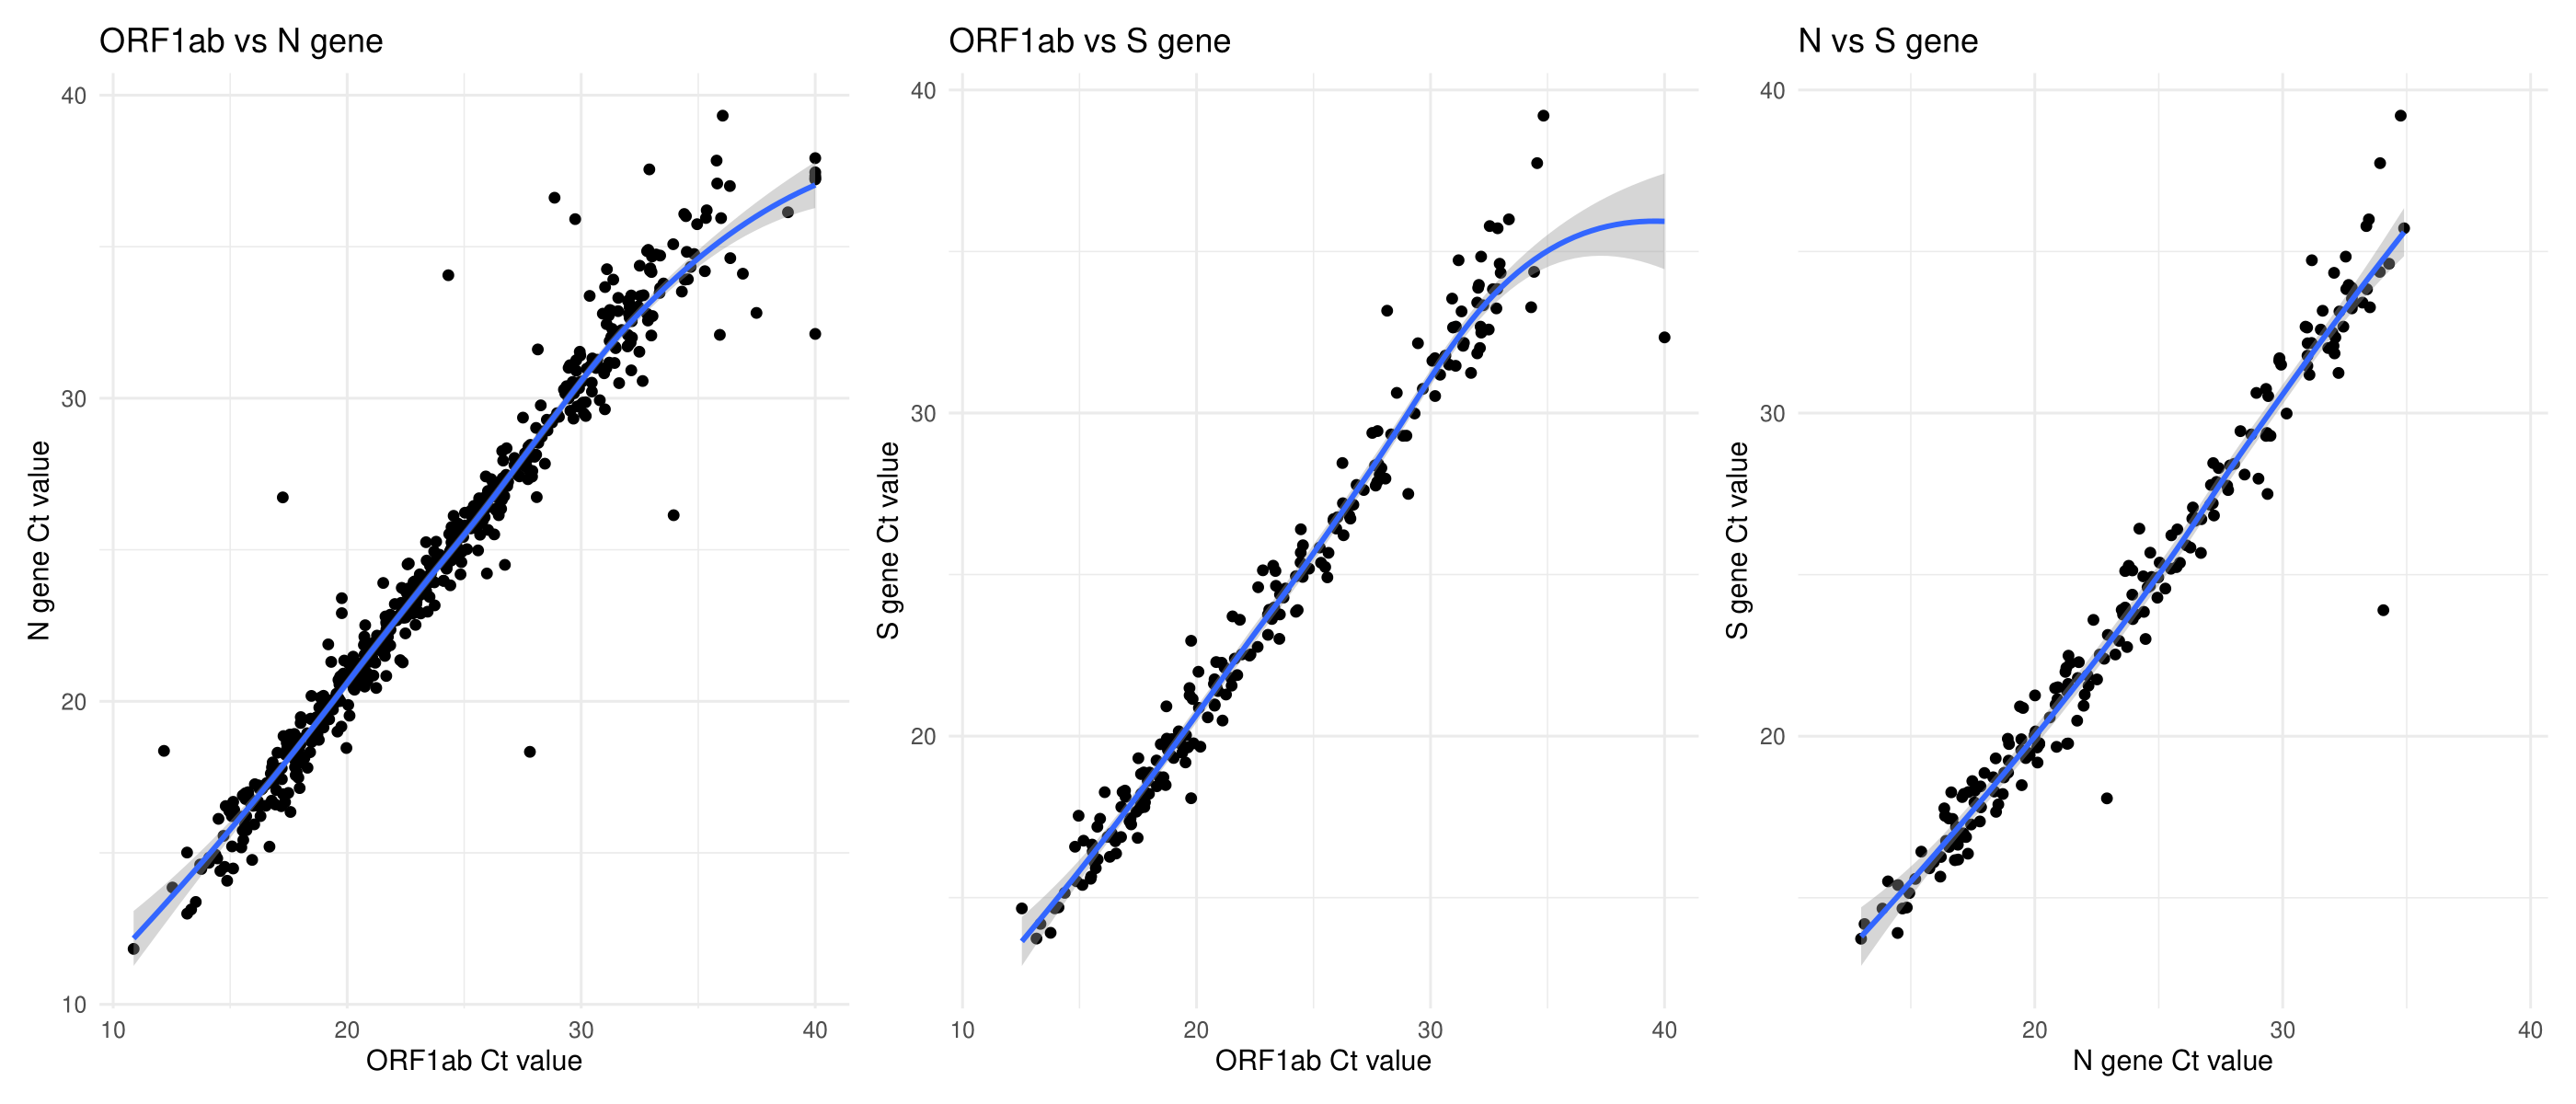 ORF1ab vs N gene
40
30
20
10
N gene Ct value
10 20 30 40
ORF1ab Ct value
ORF1ab vs S gene
40
30
20
S gene Ct value
10 20 30 40
ORF1ab Ct value
N vs S gene
40
30
20
S gene Ct value
20 30 40
N gene Ct value